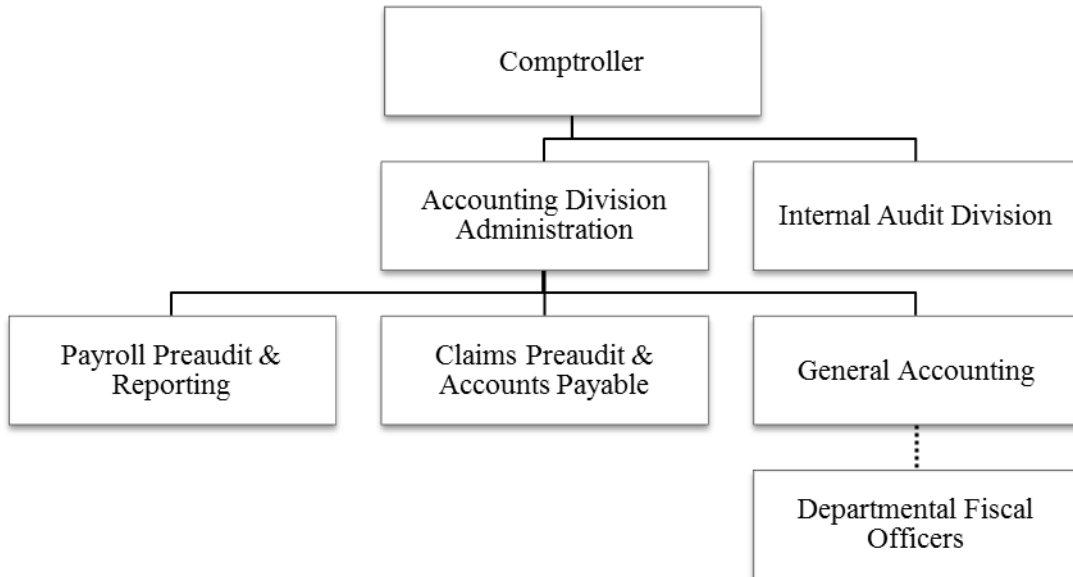 Comptroller
Accounting Division
Administration
Internal Audit Division
Payroll Preaudit &
Reporting
Claims Preaudit &
Accounts Payable
General Accounting
Departmental Fiscal
Officers